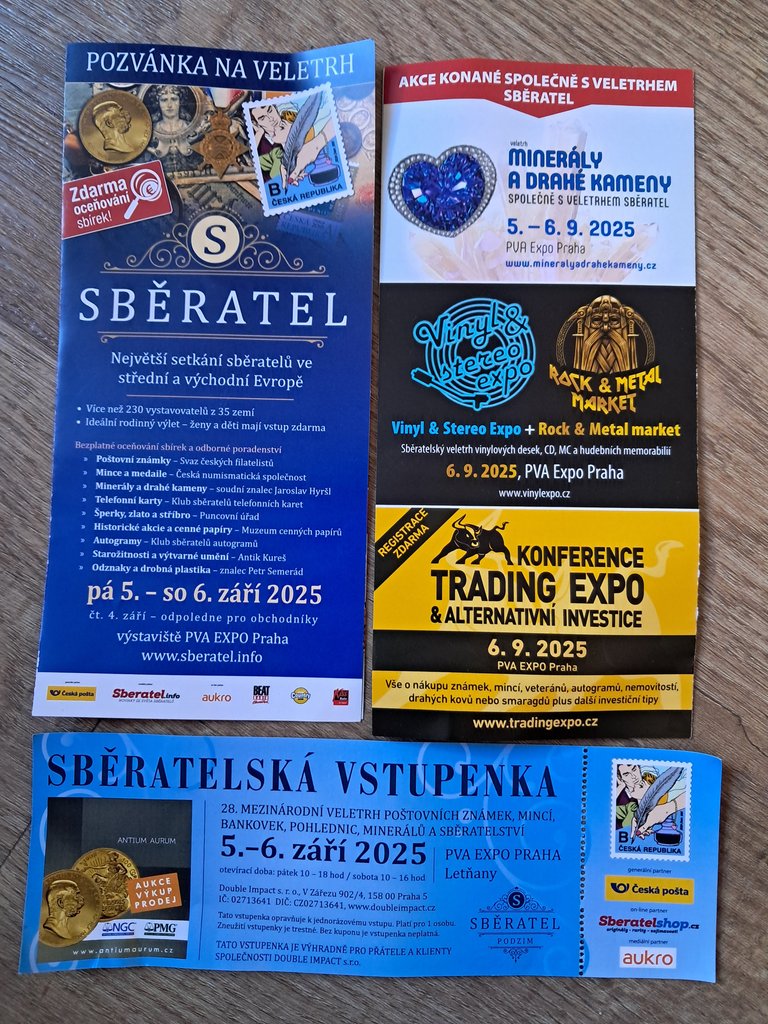 POZVÁNKA NA VELETRH
B
ČESKÁ REPUBLIKA
Zdarma
oceňování
sbírek!
S
SBĚRATEL
Největší setkání sběratelů ve
střední a východní Evropě
• Více než 230 vystavovatelů z 35 zemí
• Ideální rodinný výlet – ženy a děti mají vstup zdarma
Bezplatné oceňování sbírek a odborné poradenství
» Poštovní známky – Svaz českých filatelistů
» Mince a medaile – Česká numismatická společnost
» Minerály a drahé kameny – soudní znalec Jaroslav Hyršl
» Telefonní karty – Klub sběratelů telefonních karet
» Šperky, zlato a stříbro – Puncovní úřad
» Historické akcie a cenné papíry – Muzeum cenných papírů
» Autogramy – Klub sběratelů autogramů
» Starožitnosti a výtvarné umění – Antik Kureš
» Odznaky a drobná plastika – znalec Petr Semerád
pá 5. – so 6. září 2025
čt. 4. září – odpoledne pro obchodníky
výstaviště PVA EXPO Praha
www.sberatel.info
Česká pošta
Sberatel.info
aukro
AKCE KONANÉ SPOLEČNĚ S VELETRHEM
SBĚRATEL
veletrh
MINERÁLY
A DRAHÉ KAMENY
SPOLEČNĚ S VELETRHEM SBĚRATEL
5. – 6. 9. 2025
PVA Expo Praha
www.mineralyadrahekameny.cz
Vinyl &
stereo
expo
ROCK & METAL
MARKET
Vinyl & Stereo Expo + Rock & Metal market
Sběratelský veletrh vinylových desek, CD, MC a hudebních memorabilií
6. 9. 2025, PVA Expo Praha
www.vinylexpo.cz
REGISTRACE
ZDARMA
KONFERENCE
TRADING EXPO
& ALTERNATIVNÍ INVESTICE
6. 9. 2025
PVA EXPO Praha
Vše o nákupu známek, mincí, veteránů, autogramů, nemovitostí,
drahých kovů nebo smaragdů plus další investiční tipy
www.tradingexpo.cz
SBĚRATELSKÁ VSTUPENKA
ANTIUM AURUM
AUKCE
VÝKUP
PRODEJ
NGC
PMG
www.antiumaurum.cz
28. MEZINÁRODNÍ VELETRH POŠTOVNÍCH ZNÁMEK, MINCÍ,
BANKOVEK, POHLEDNIC, MINERÁLŮ A SBĚRATELSTVÍ
5.–6. září 2025
PVA EXPO PRAHA
Letňany
otevírací doba: pátek 10 – 18 hod / sobota 10 – 16 hod
Double Impact s. r. o., V Zářezu 902/4, 158 00 Praha 5
IČ: 02713641 DIČ: CZ02713641, www.doubleimpact.cz
Tato vstupenka opravňuje k jednorázovému vstupu. Platí pro 1 osobu.
Zneužití vstupenky je trestné. Bez kuponu je vstupenka neplatná.
TATO VSTUPENKA JE VÝHRADNĚ PRO PŘÁTELE A KLIENTY
SPOLEČNOSTI DOUBLE IMPACT s.r.o.
S
SBĚRATEL
PODZIM
B
ČESKÁ REPUBLIKA
generální partner
Česká pošta
on-line partner
Sberatelshop.cz
originály - rarity - zajímavosti
mediální partner
aukro